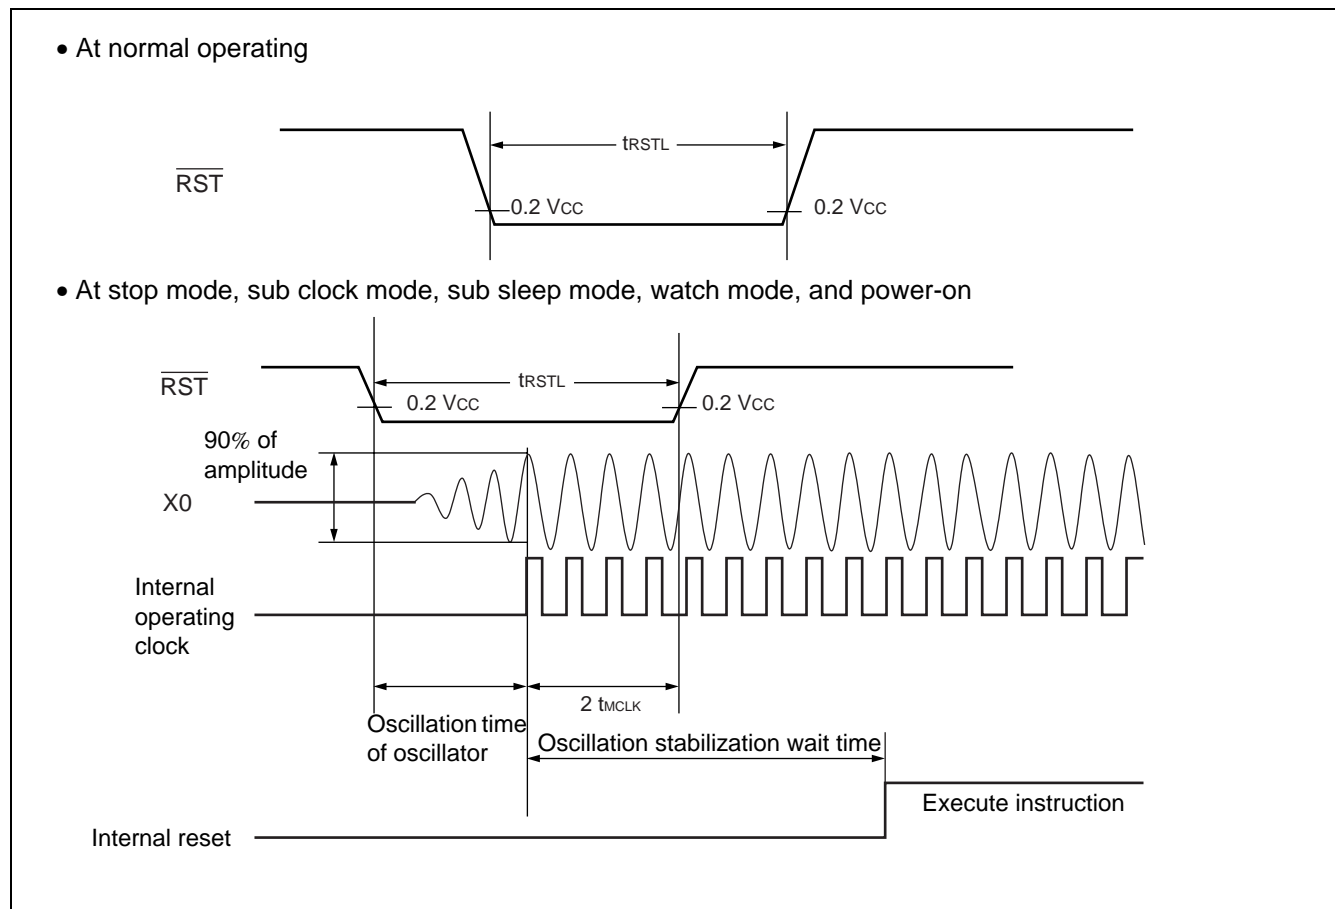 • At normal operating
tRSTL
RST
0.2 VCC
0.2 VCC
• At stop mode, sub clock mode, sub sleep mode, watch mode, and power-on
RST
tRSTL
0.2 VCC
0.2 VCC
90% of
amplitude
X0
Internal
operating
clock
2 tMCLK
Oscillation time
of oscillator
Oscillation stabilization wait time
Execute instruction
Internal reset